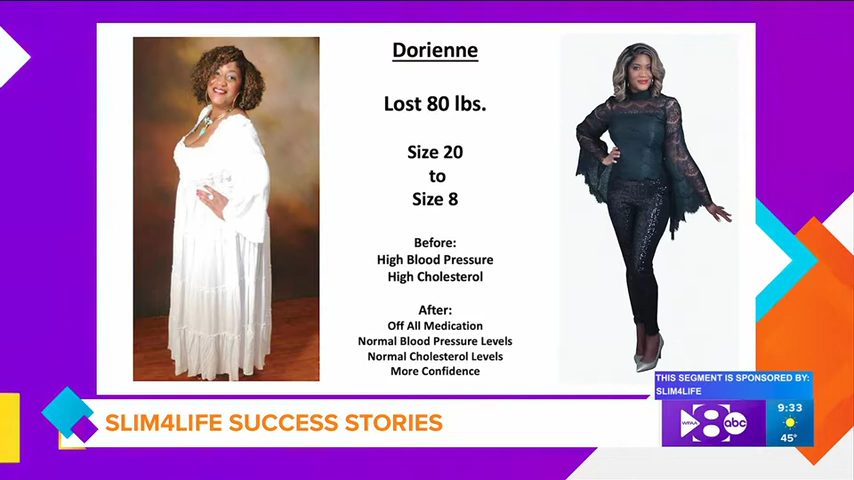 Dorienne
Lost 80 lbs.
Size 20
to
Size 8
Before:
High Blood Pressure
High Cholesterol
After:
Off All Medication
Normal Blood Pressure Levels
Normal Cholesterol Levels
More Confidence
THIS SEGMENT IS SPONSORED BY:
SLIM4LIFE
SLIM4LIFE SUCCESS STORIES
WFAA 8 abc
9:33
45°